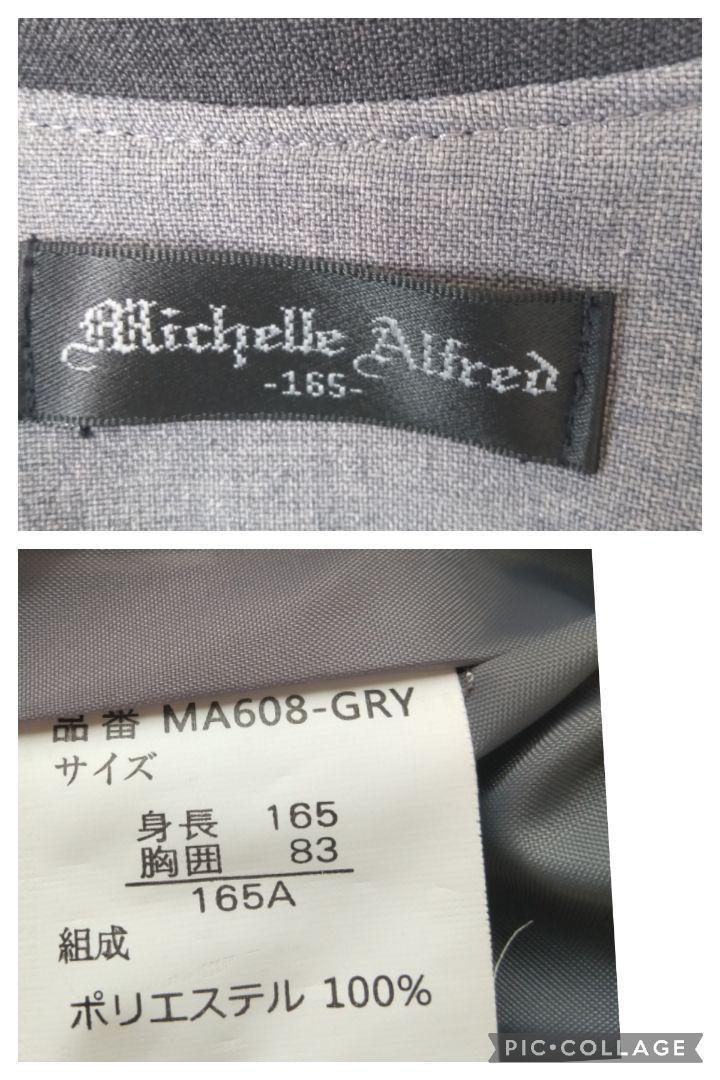 Michelle Alfred
-165-
品番 MA608-GRY
サイズ
身長 165
胸囲 83
165A
組成
ポリエステル 100%
PIC•COLLAGE